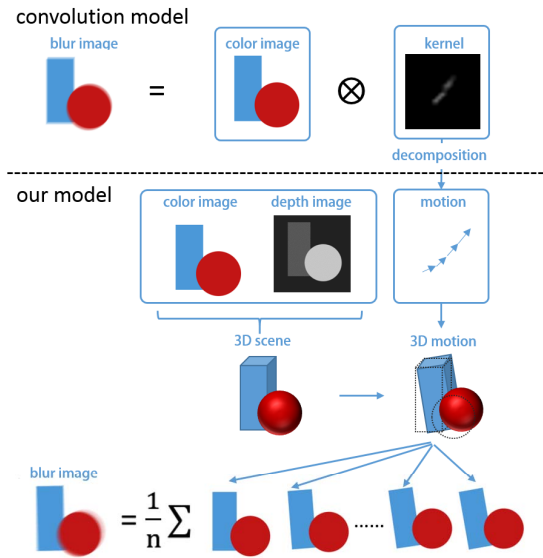 convolution model
blur image
color image
kernel
=
⊗
decomposition
our model
color image
depth image
motion
3D scene
3D motion
blur image
= 1/n ∑
......